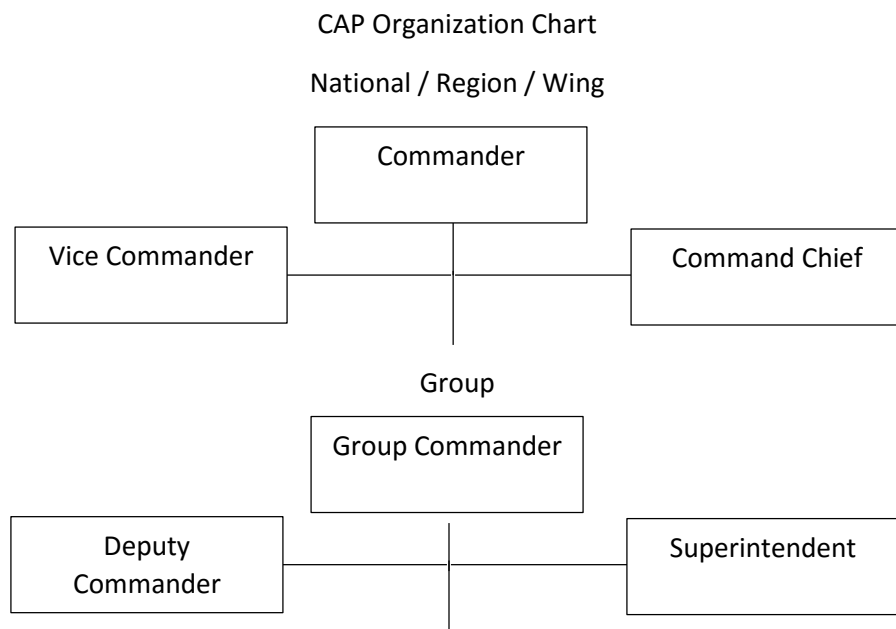 CAP Organization Chart
National / Region / Wing
Commander
Vice Commander
Command Chief
Group
Group Commander
Deputy
Commander
Superintendent